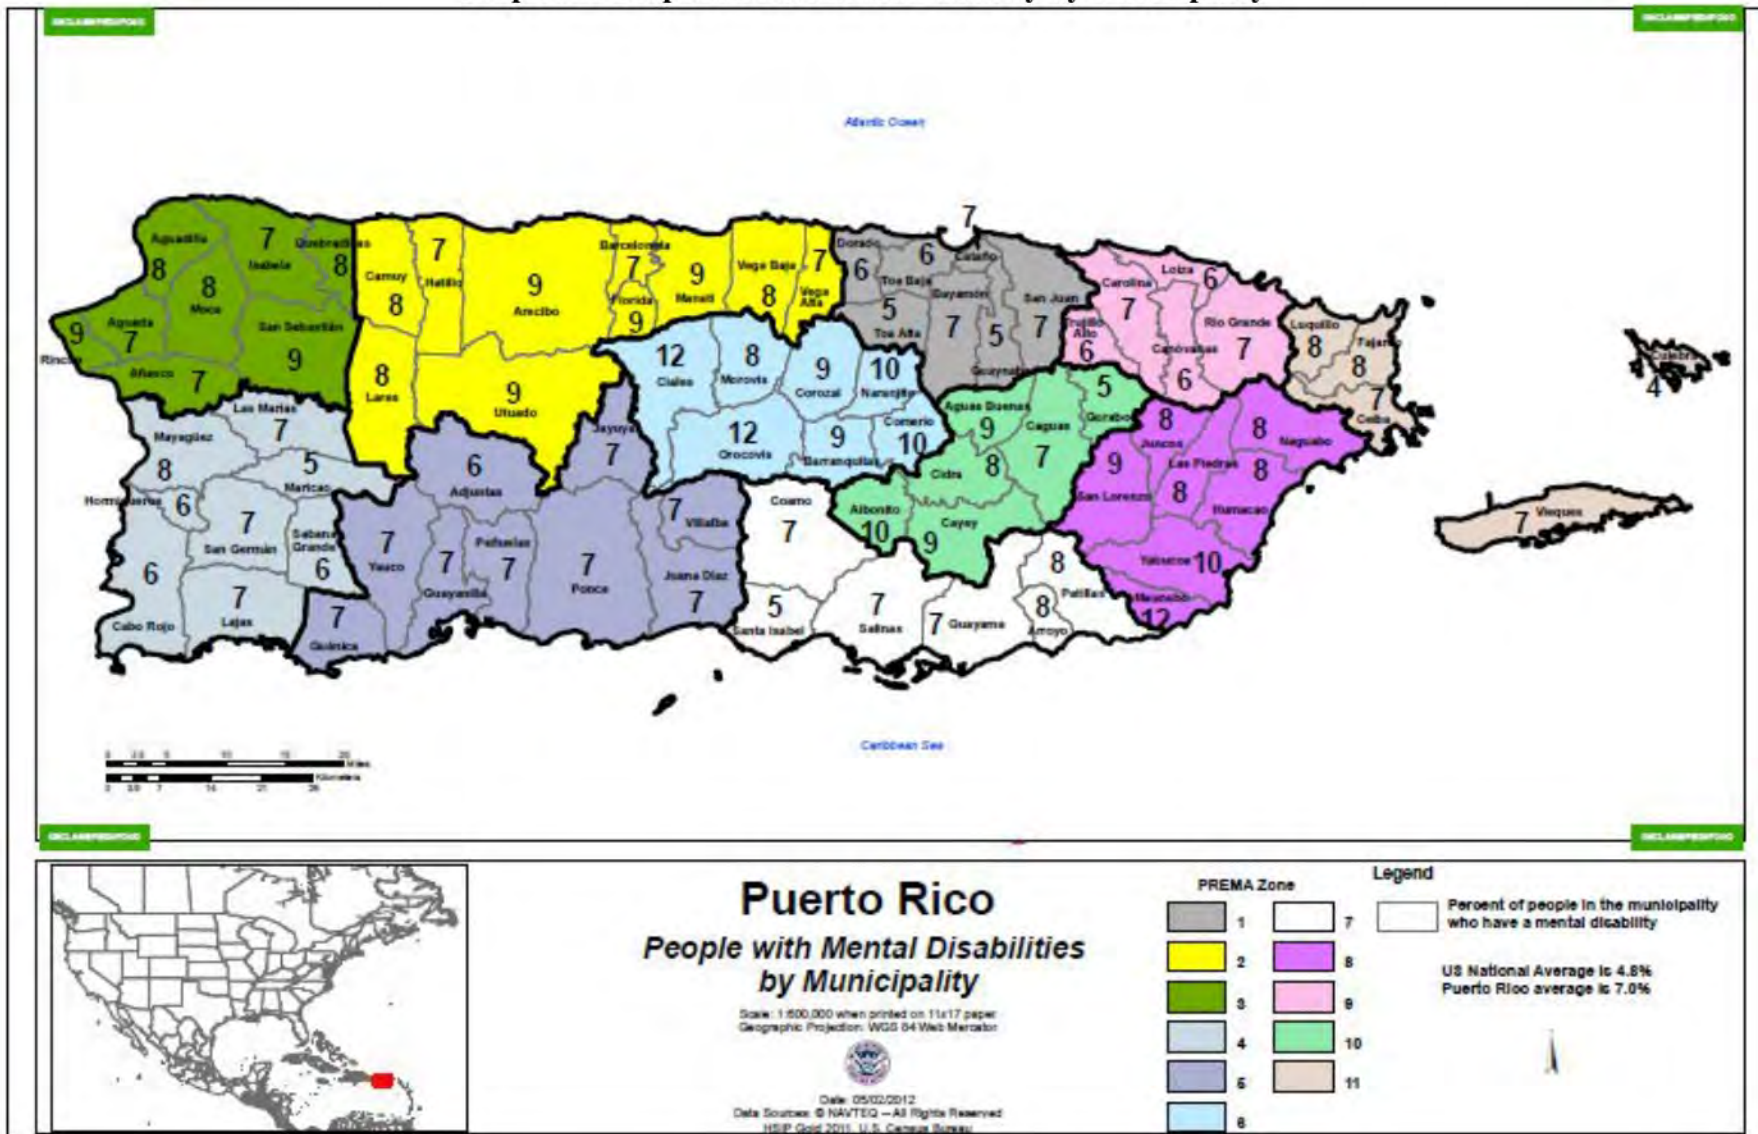 Atlantic Ocean
7
Aguadilla
7
Quebradillas
Isabela
8
8
8
Moca
Camuy
8
7
Hatillo
9
Arecibo
Barceloneta
7
Florida
9
9
Manatí
Vega Baja
8
7
Vega
Alta
Dorado
6
6
Toa Baja
Cataño
Bayamón
San Juan
5
Toa Alta
7
5
7
Guaynabo
Carolina
7
Loiza
6
Trujillo
Alto
6
Rio Grande
7
Canóvanas
6
Luquillo
8
Fajardo
8
7
Ceiba
Culebra
4
9
Rincón
Aguada
7
San Sebastián
9
Añasco
7
8
Lares
9
Utuado
12
Ciales
8
Morovis
9
Corozal
10
Naranjito
12
Orocovis
9
Barranquitas
Comerio
10
Aguas Buenas
9
Caguas
7
5
Gurabo
8
Cidra
8
Juncos
8
Naguabo
Las Marias
7
Mayagüez
8
5
Maricao
Hormigueros
6
7
San Germán
Sabana
Grande
6
6
Cabo Rojo
7
Lajas
6
Adjuntas
Jayuya
7
7
Yauco
7
Guayanilla
Peñuelas
7
7
Ponce
7
Villalba
Juana Diaz
7
7
Guánica
Coamo
7
5
Santa Isabel
7
Salinas
7
Guayama
8
Patillas
8
Arroyo
Aibonito
10
Cayey
9
9
San Lorenzo
Las Piedras
8
8
Humacao
Yabucoa
10
Maunabo
12
7
Vieques
Caribbean Sea
Miles
Kilometers
Puerto Rico
People with Mental Disabilities
by Municipality
Scale: 1:600,000 when printed on 11x17 paper
Geographic Projection: WGS 84 Web Mercator
Date: 05/02/2012
Data Sources: © NAVTEQ – All Rights Reserved
HSIP Gold 2011, U.S. Census Bureau
PREMA Zone
1
2
3
4
5
6
7
8
9
10
11
Legend
Percent of people in the municipality
who have a mental disability
US National Average is 4.8%
Puerto Rico average is 7.0%